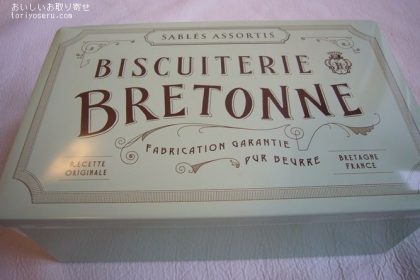 おいしいお取り寄せ
toriyoseru.com
SABLÉS ASSORTIS
BISCUITERIE
BRETONNE
FABRICATION GARANTIE
PUR BEURRE
RECETTE
ORIGINALE
BRETAGNE
FRANCE